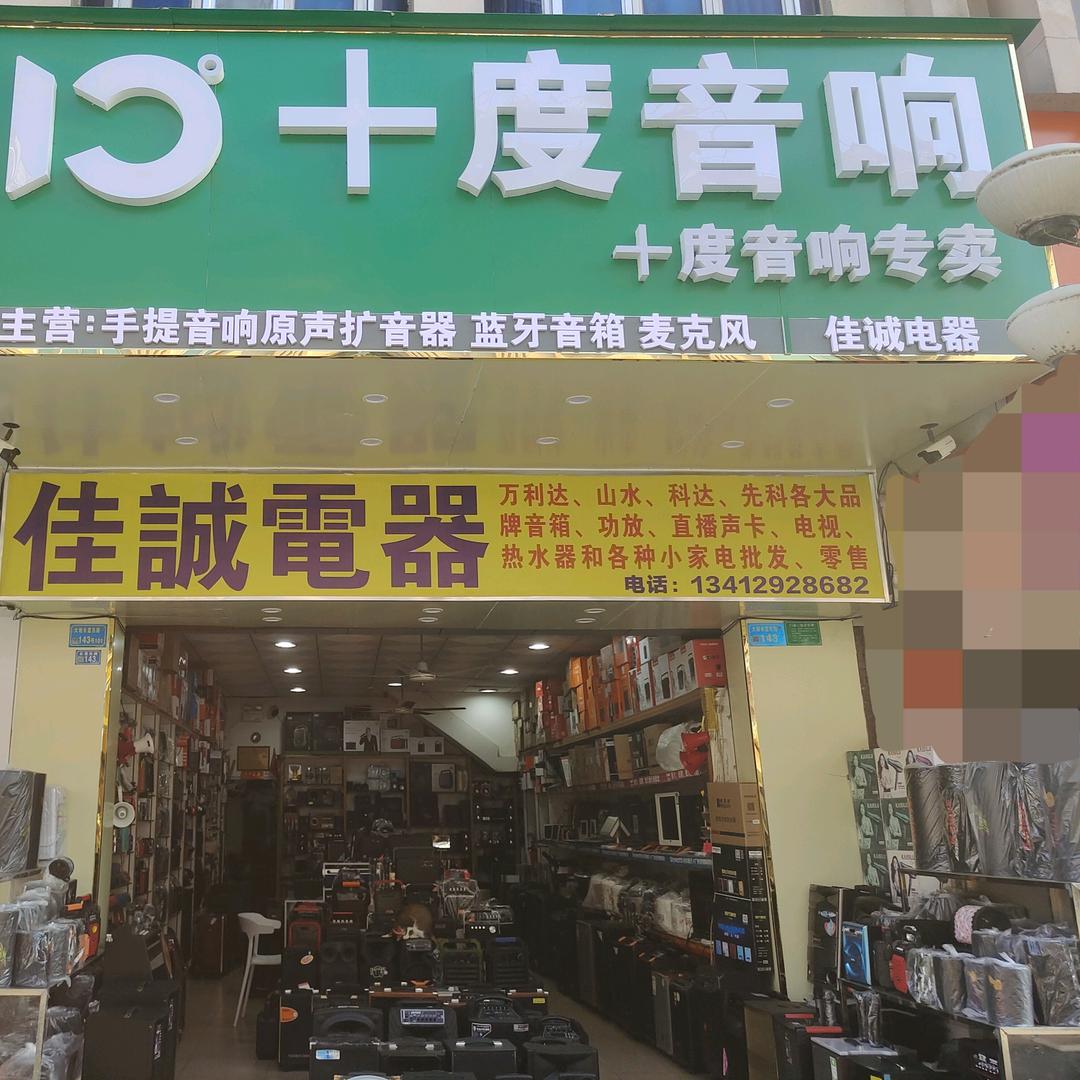 10° 十度音响
十度音响专卖
主营:手提音响原声扩音器 蓝牙音箱 麦克风
佳诚电器
佳誠電器
万利达、山水、科达、先科各大品
牌音箱、功放、直播声卡、电视、
热水器和各种小家电批发、零售
电话：13412928682
143
143
143